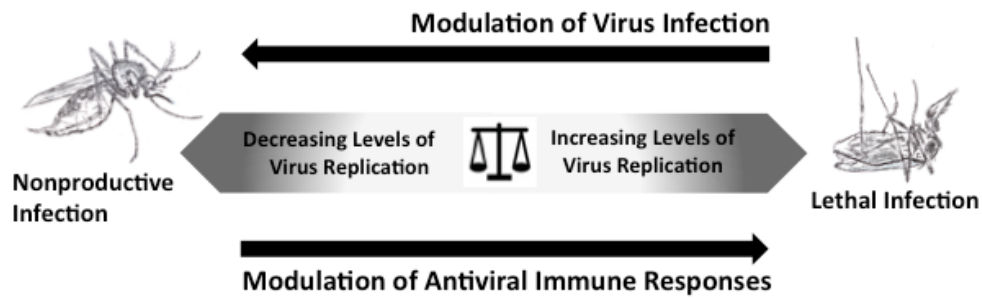 Modulation of Virus Infection
Decreasing Levels of
Virus Replication
Increasing Levels of
Virus Replication
Nonproductive
Infection
Lethal Infection
Modulation of Antiviral Immune Responses